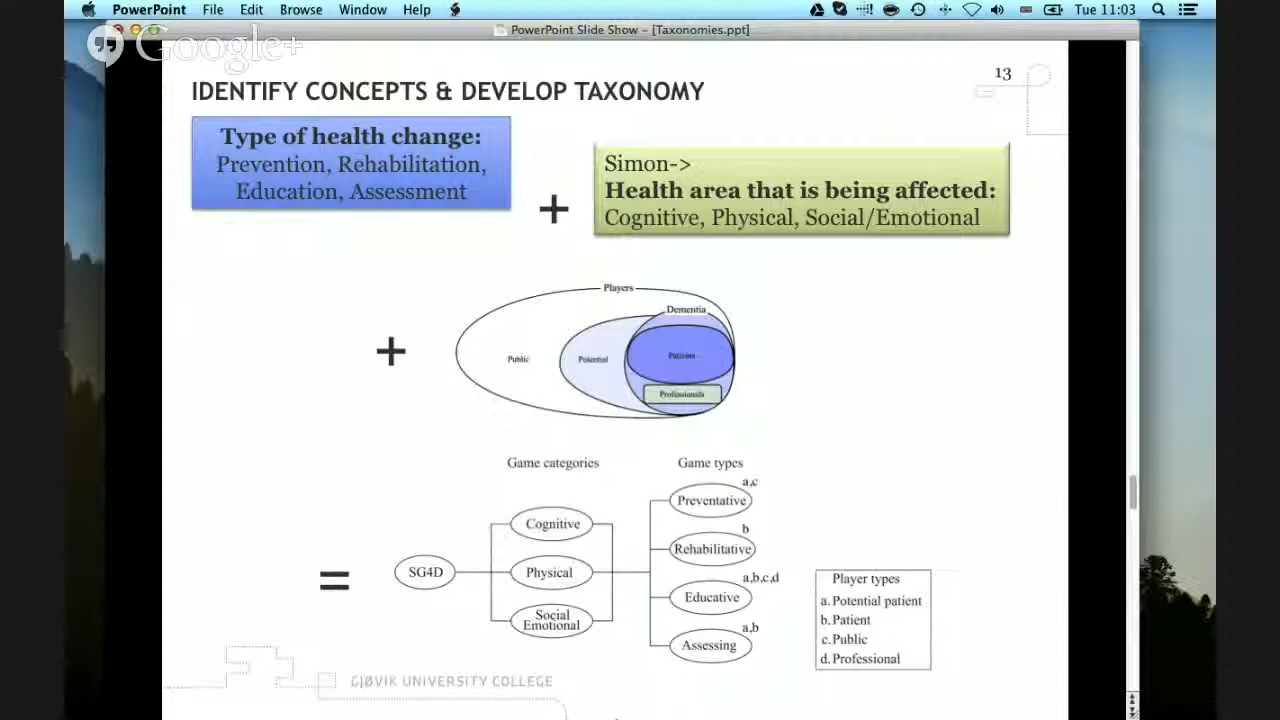 PowerPoint File Edit Browse Window Help Tue 11:03
PowerPoint Slide Show – [Taxonomies.ppt]
Google+
13
IDENTIFY CONCEPTS & DEVELOP TAXONOMY
Type of health change:
Prevention, Rehabilitation,
Education, Assessment
+
Simon->
Health area that is being affected:
Cognitive, Physical, Social/Emotional
+
Players
Dementia
Public
Potential
Patients
Professionals
=
Game categories
Game types
SG4D
Cognitive
Physical
Social
Emotional
a,c
Preventative
b
Rehabilitative
a,b,c,d
Educative
a,b
Assessing
Player types
a. Potential patient
b. Patient
c. Public
d. Professional
GJØVIK UNIVERSITY COLLEGE